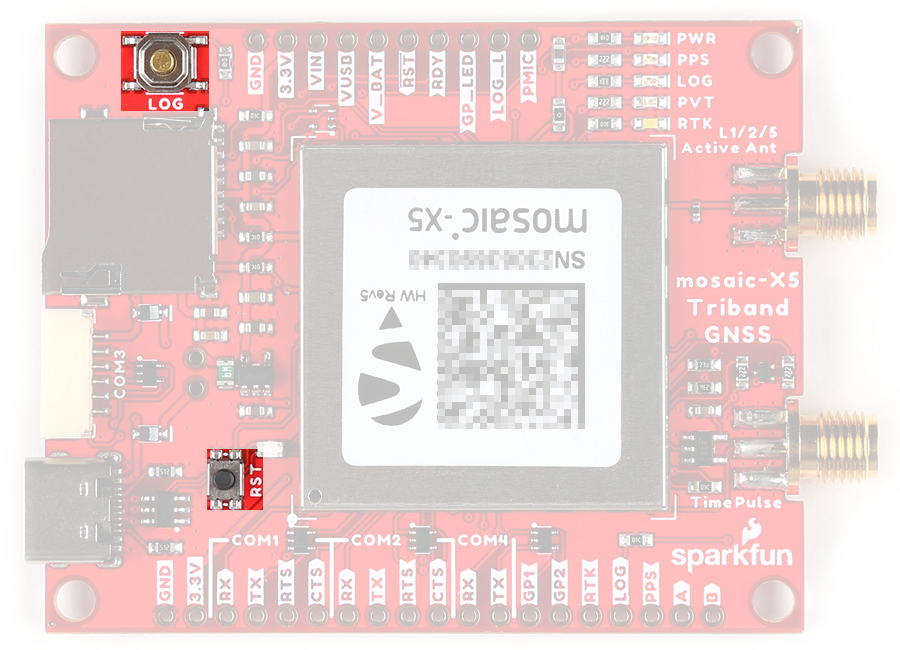 PWR
PPS
LOG
PVT
RTK
GND
3.3V
VIN
VUSB
V_BAT
RST
RDY
GP_LED
LOG_L
PMIC
LOG
L1/2/5
Active Ant
mosaic-X5
HW Rev5
mosaic-X5
Triband
GNSS
COM3
RST
TimePulse
COM1
COM2
COM4
sparkfun
GND
3.3V
RX
TX
RTS
CTS
RX
TX
RTS
CTS
RX
TX
GP1
GP2
RTK
LOG
PPS
A
B